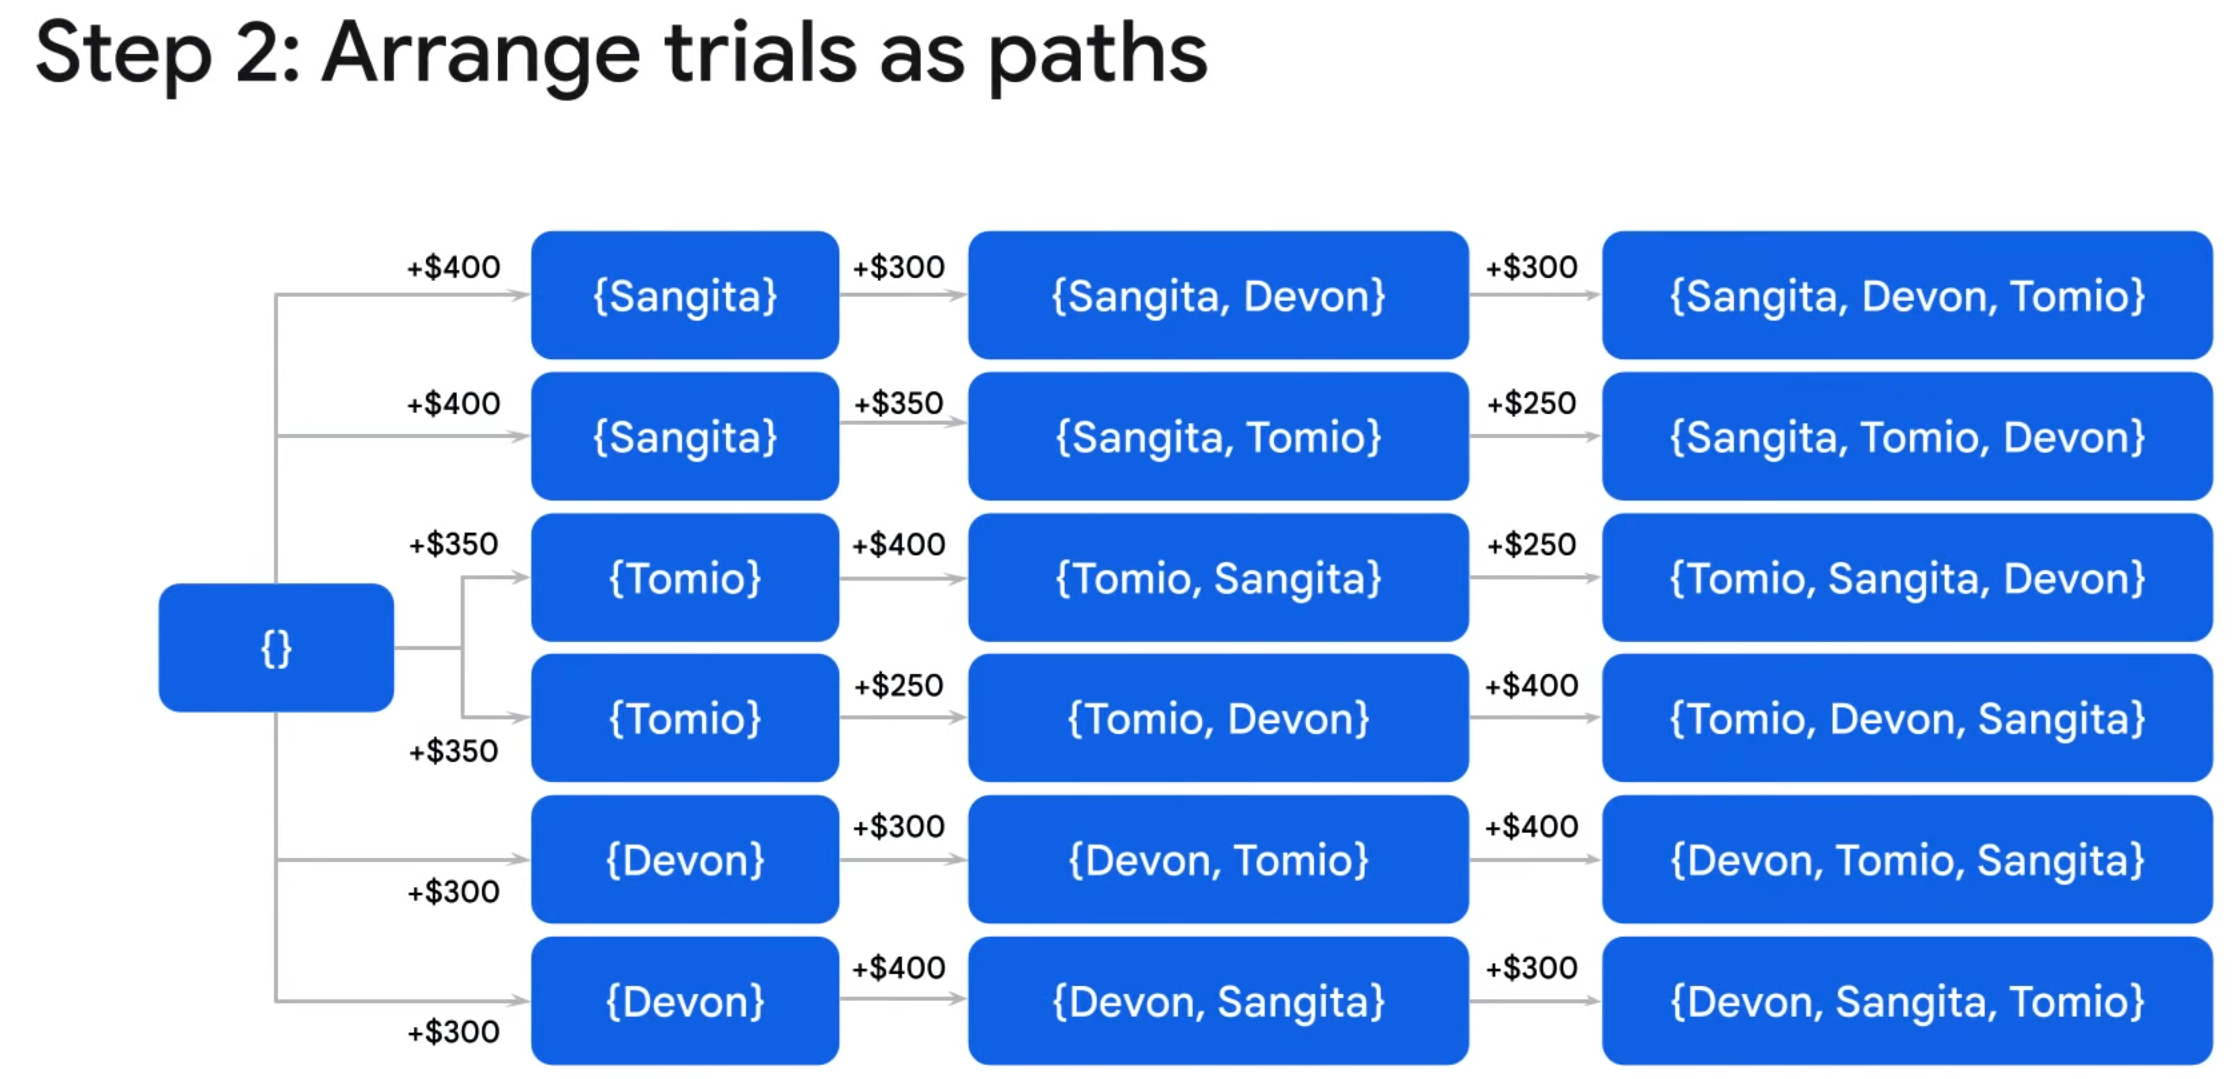 Step 2: Arrange trials as paths
+$400 {Sangita} +$300 {Sangita, Devon} +$300 {Sangita, Devon, Tomio}
+$400 {Sangita} +$350 {Sangita, Tomio} +$250 {Sangita, Tomio, Devon}
+$350 {Tomio} +$400 {Tomio, Sangita} +$250 {Tomio, Sangita, Devon}
{}
+$350 {Tomio} +$250 {Tomio, Devon} +$400 {Tomio, Devon, Sangita}
+$300 {Devon} +$300 {Devon, Tomio} +$400 {Devon, Tomio, Sangita}
+$300 {Devon} +$400 {Devon, Sangita} +$300 {Devon, Sangita, Tomio}